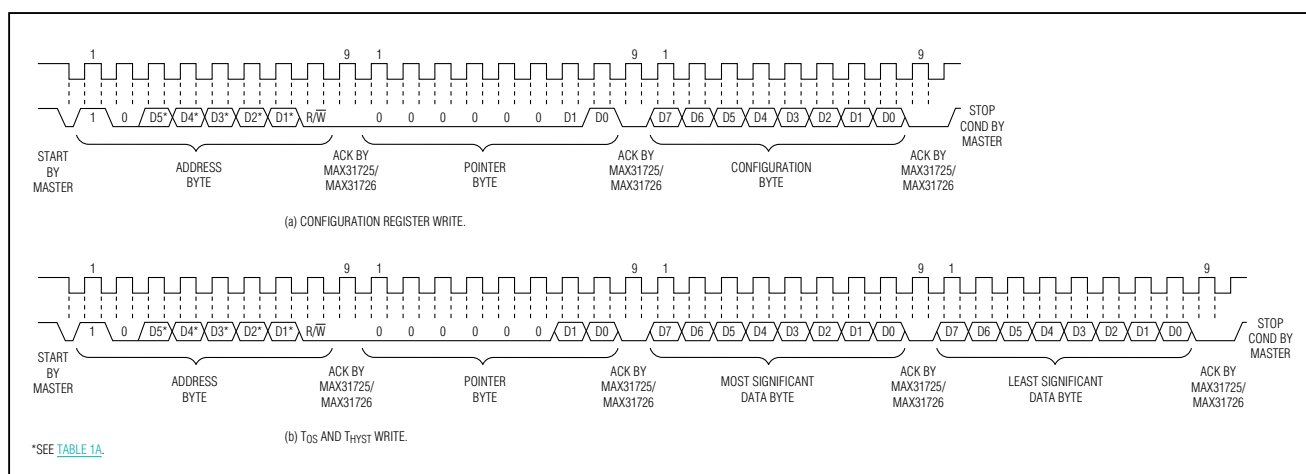 1 9 1 9 1 9
1 0 D5* D4* D3* D2* D1* R/W̅ 0 0 0 0 0 0 D1 D0 D7 D6 D5 D4 D3 D2 D1 D0
START
BY
MASTER
ADDRESS
BYTE
ACK BY
MAX31725/
MAX31726
POINTER
BYTE
ACK BY
MAX31725/
MAX31726
CONFIGURATION
BYTE
ACK BY
MAX31725/
MAX31726
STOP
COND BY
MASTER
(a) CONFIGURATION REGISTER WRITE.
1 9 1 9 1 9 1 9
1 0 D5* D4* D3* D2* D1* R/W̅ 0 0 0 0 0 0 D1 D0 D7 D6 D5 D4 D3 D2 D1 D0 D7 D6 D5 D4 D3 D2 D1 D0
START
BY
MASTER
ADDRESS
BYTE
ACK BY
MAX31725/
MAX31726
POINTER
BYTE
ACK BY
MAX31725/
MAX31726
MOST SIGNIFICANT
DATA BYTE
ACK BY
MAX31725/
MAX31726
LEAST SIGNIFICANT
DATA BYTE
ACK BY
MAX31725/
MAX31726
STOP
COND BY
MASTER
(b) TOS AND THYST WRITE.
*SEE TABLE 1A.